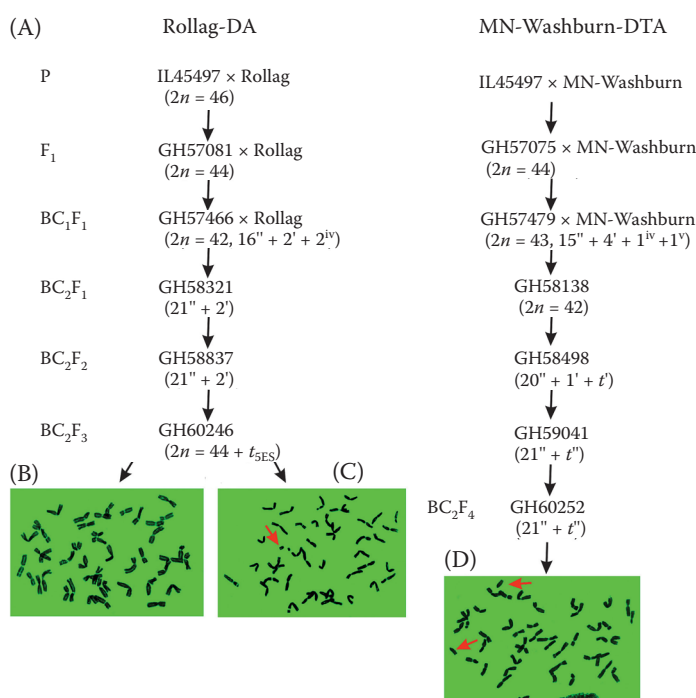 (A)
Rollag-DA
MN-Washburn-DTA
P
IL45497 × Rollag
(2n = 46)
IL45497 × MN-Washburn
F₁
GH57081 × Rollag
(2n = 44)
GH57075 × MN-Washburn
(2n = 44)
BC₁F₁
GH57466 × Rollag
(2n = 42, 16" + 2' + 2ⁱᵛ)
GH57479 × MN-Washburn
(2n = 43, 15" + 4' + 1ⁱᵛ +1ᵛ)
BC₂F₁
GH58321
(21" + 2')
GH58138
(2n = 42)
BC₂F₂
GH58837
(21" + 2')
GH58498
(20" + 1' + t')
BC₂F₃
GH60246
(2n = 44 + t₅ES)
GH59041
(21" + t")
(B)
(C)
BC₂F₄
GH60252
(21" + t")
(D)